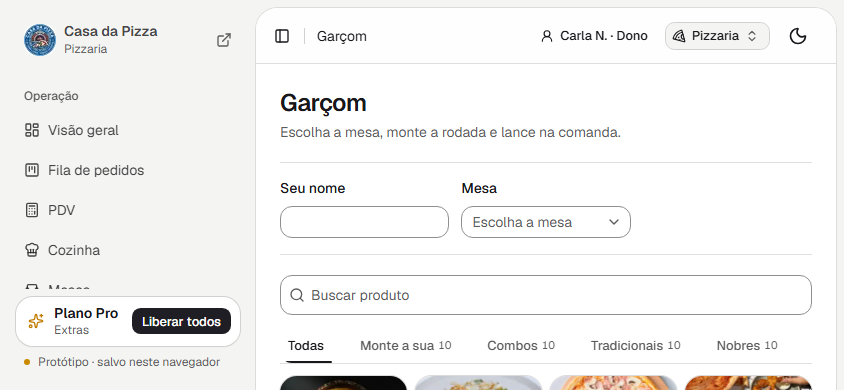 Casa da Pizza
Pizzaria
Operação
Visão geral
Fila de pedidos
PDV
Cozinha
Mesas
Plano Pro
Extras
Liberar todos
Protótipo · salvo neste navegador
Garçom
Carla N. · Dono
Pizzaria
Garçom
Escolha a mesa, monte a rodada e lance na comanda.
Seu nome
Mesa
Escolha a mesa
Buscar produto
Todas
Monte a sua 10
Combos 10
Tradicionais 10
Nobres 10